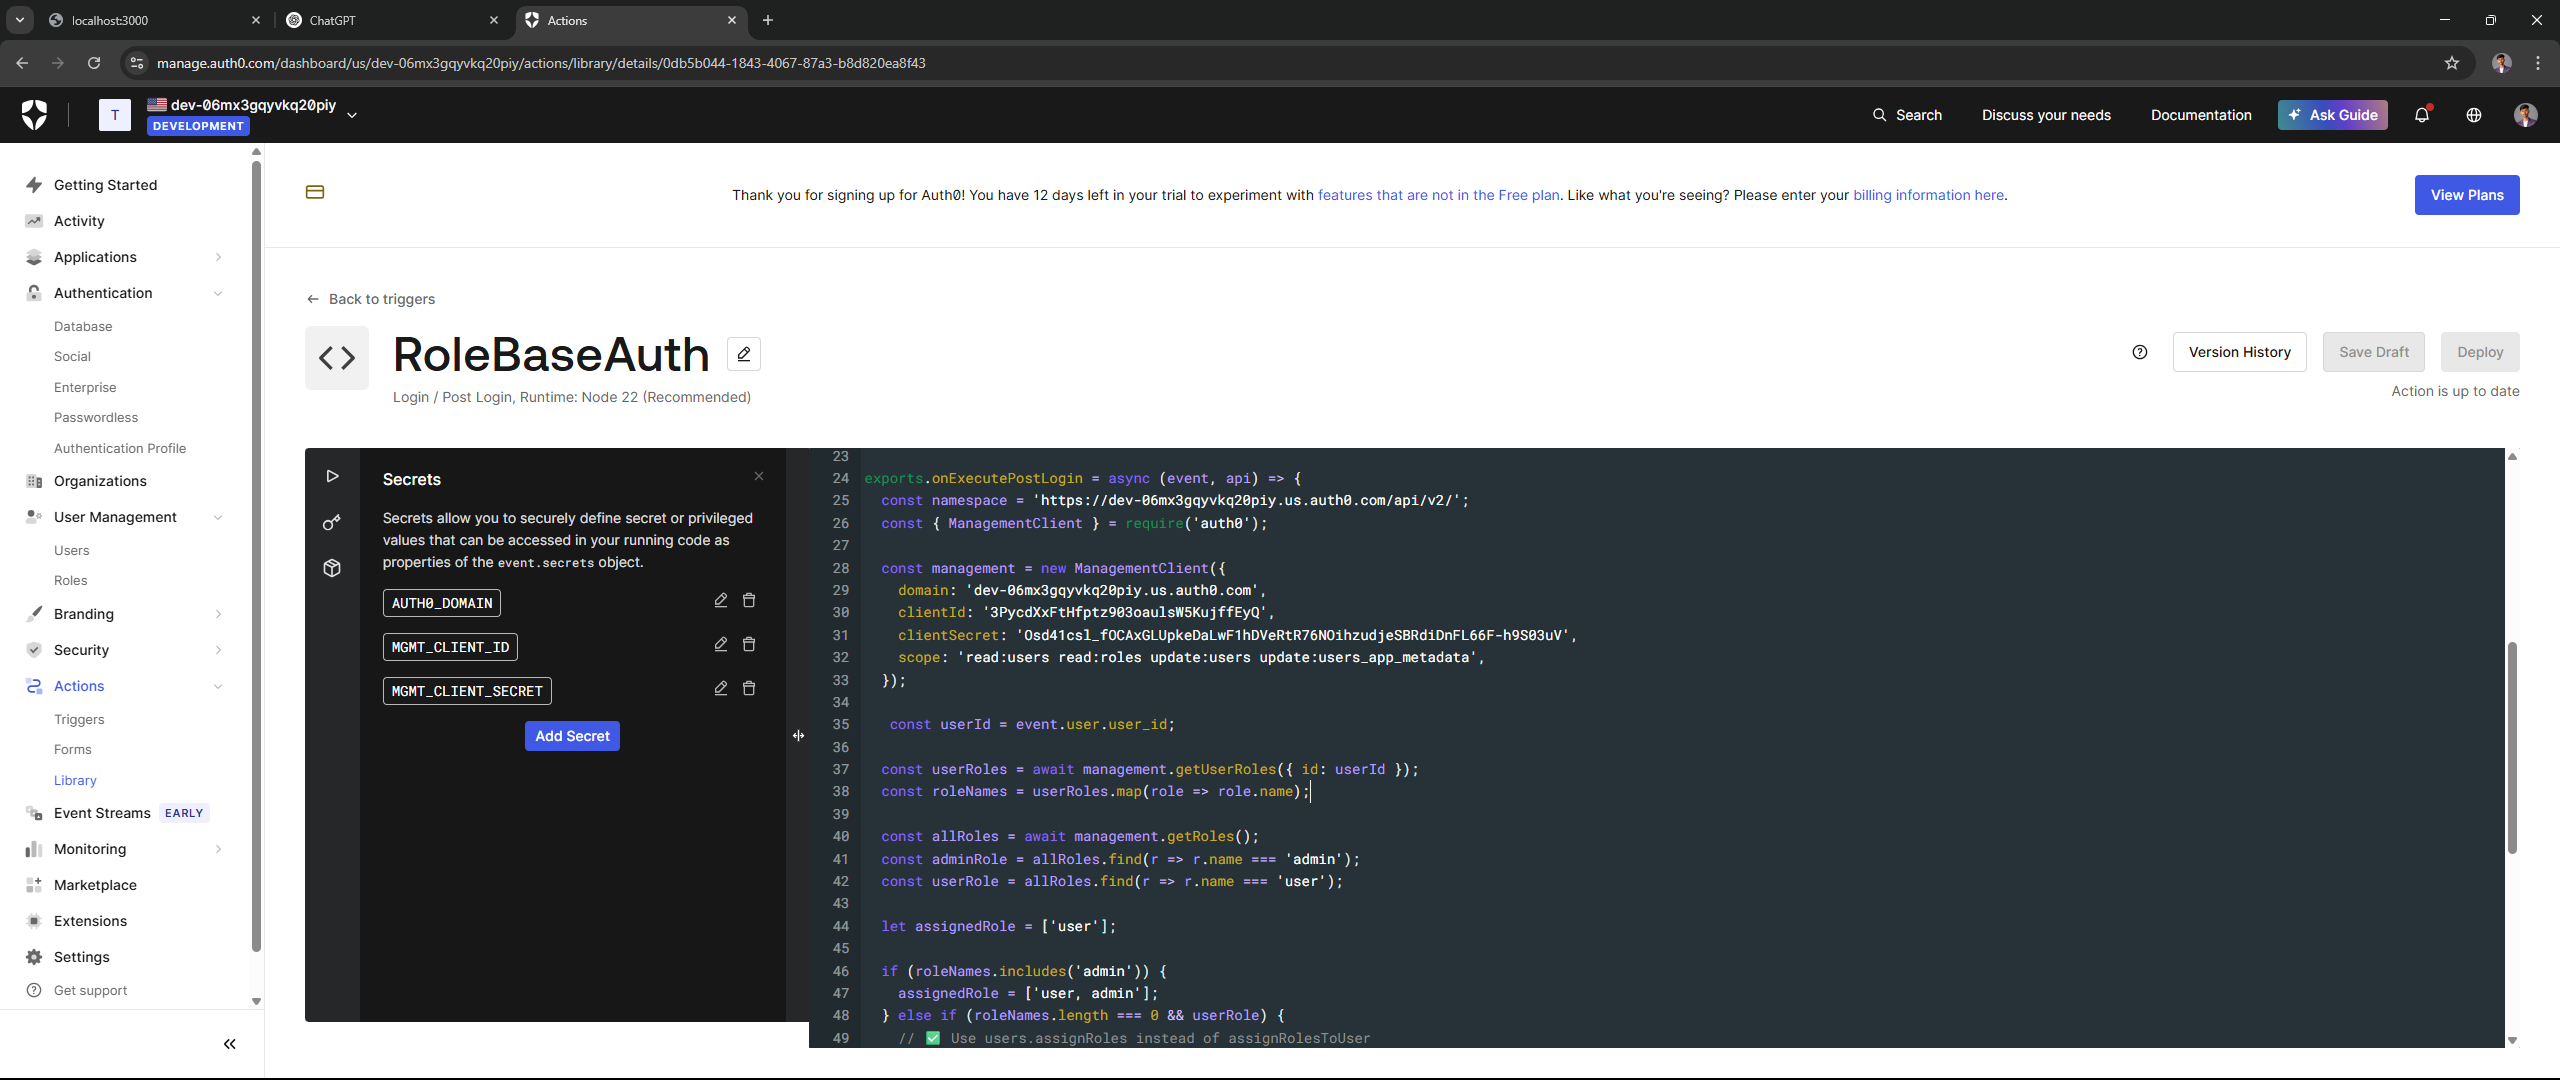 localhost:3000
ChatGPT
Actions
manage.auth0.com/dashboard/us/dev-06mx3gqyvkq20piy/actions/library/details/0db5b044-1843-4067-87a3-b8d820ea8f43
T
dev-06mx3gqyvkq20piy
DEVELOPMENT
Search
Discuss your needs
Documentation
Ask Guide
Getting Started
Activity
Applications
Authentication
Database
Social
Enterprise
Passwordless
Authentication Profile
Organizations
User Management
Users
Roles
Branding
Security
Actions
Triggers
Forms
Library
Event Streams EARLY
Monitoring
Marketplace
Extensions
Settings
Get support
Thank you for signing up for Auth0! You have 12 days left in your trial to experiment with features that are not in the Free plan. Like what you're seeing? Please enter your billing information here.
View Plans
Back to triggers
RoleBaseAuth
Login / Post Login, Runtime: Node 22 (Recommended)
Version History
Save Draft
Deploy
Action is up to date
Secrets
Secrets allow you to securely define secret or privileged
values that can be accessed in your running code as
properties of the event.secrets object.
AUTH0_DOMAIN
MGMT_CLIENT_ID
MGMT_CLIENT_SECRET
Add Secret
23
24 exports.onExecutePostLogin = async (event, api) => {
25 const namespace = 'https://dev-06mx3gqyvkq20piy.us.auth0.com/api/v2/';
26 const { ManagementClient } = require('auth0');
27
28 const management = new ManagementClient({
29 domain: 'dev-06mx3gqyvkq20piy.us.auth0.com',
30 clientId: '3PycdXxFtHfptz903oaulsW5KujffEyQ',
31 clientSecret: 'Osd41csl_fOCAxGLUpkeDaLwF1hDVeRtR76NOihzudjeSBRdiDnFL66F-h9S03uV',
32 scope: 'read:users read:roles update:users update:users_app_metadata',
33 });
34
35 const userId = event.user.user_id;
36
37 const userRoles = await management.getUserRoles({ id: userId });
38 const roleNames = userRoles.map(role => role.name);
39
40 const allRoles = await management.getRoles();
41 const adminRole = allRoles.find(r => r.name === 'admin');
42 const userRole = allRoles.find(r => r.name === 'user');
43
44 let assignedRole = ['user'];
45
46 if (roleNames.includes('admin')) {
47 assignedRole = ['user, admin'];
48 } else if (roleNames.length === 0 && userRole) {
49 // ✅ Use users.assignRoles instead of assignRolesToUser